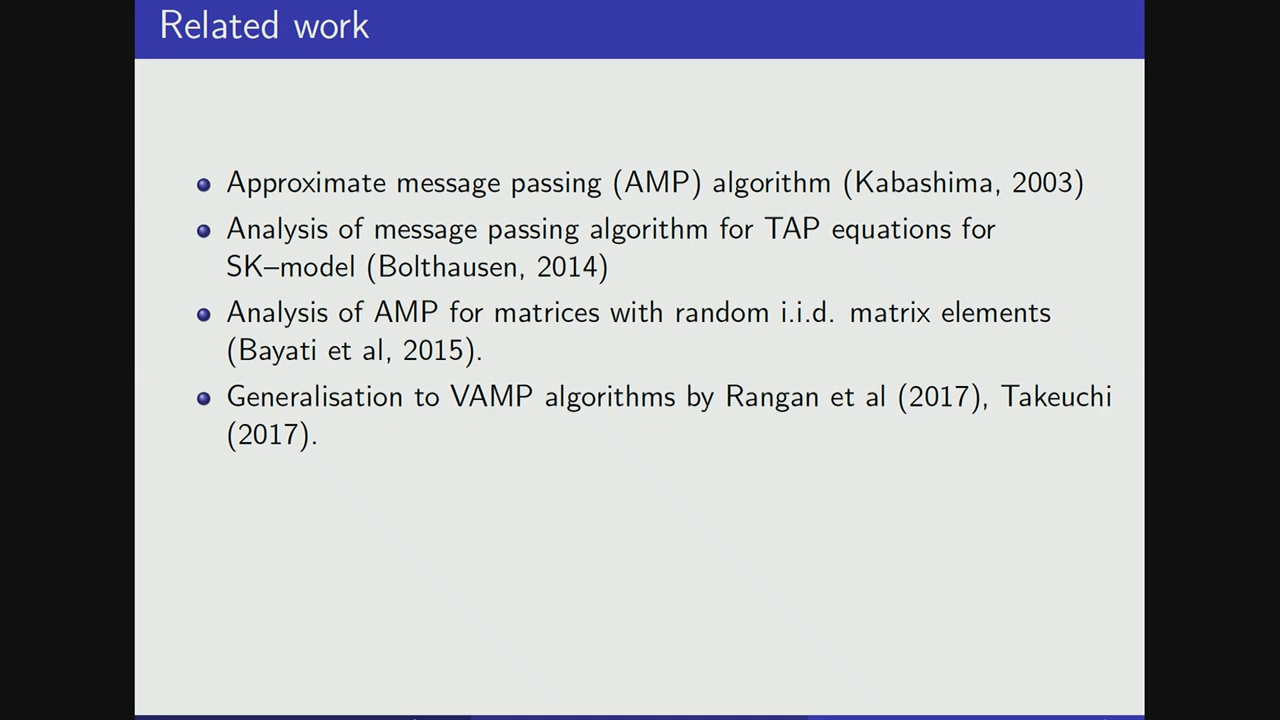 Related work
Approximate message passing (AMP) algorithm (Kabashima, 2003)
Analysis of message passing algorithm for TAP equations for
SK–model (Bolthausen, 2014)
Analysis of AMP for matrices with random i.i.d. matrix elements
(Bayati et al, 2015).
Generalisation to VAMP algorithms by Rangan et al (2017), Takeuchi
(2017).